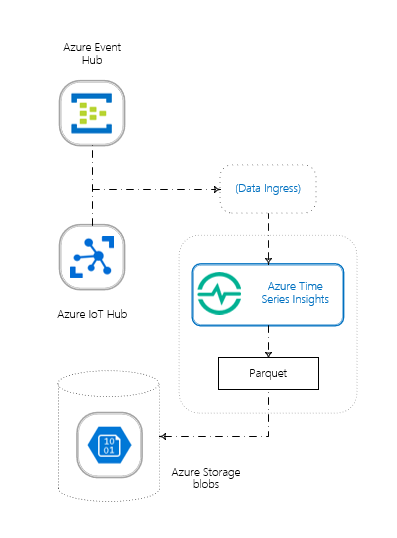 Azure Event
Hub
(Data Ingress)
Azure Time
Series Insights
Azure IoT Hub
Parquet
10
01
Azure Storage
blobs